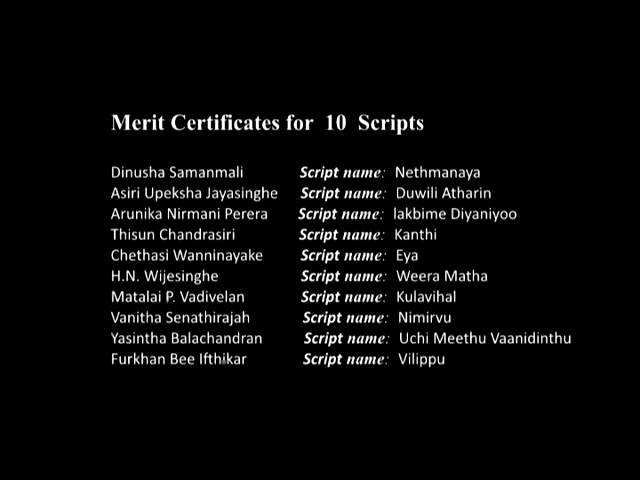 Merit Certificates for 10 Scripts
Dinusha Samanmali Script name: Nethmanaya
Asiri Upeksha Jayasinghe Script name: Duwili Atharin
Arunika Nirmani Perera Script name: lakbime Diyaniyoo
Thisun Chandrasiri Script name: Kanthi
Chethasi Wanninayake Script name: Eya
H.N. Wijesinghe Script name: Weera Matha
Matalai P. Vadivelan Script name: Kulavihal
Vanitha Senathirajah Script name: Nimirvu
Yasintha Balachandran Script name: Uchi Meethu Vaanidinthu
Furkhan Bee Ifthikar Script name: Vilippu